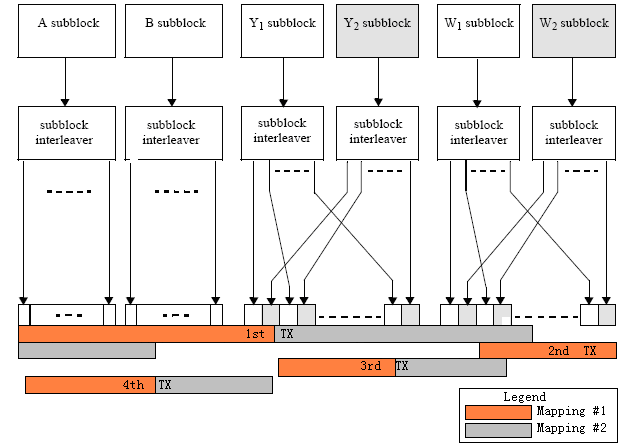 A subblock B subblock Y1 subblock Y2 subblock W1 subblock W2 subblock
subblock interleaver subblock interleaver subblock interleaver subblock interleaver subblock interleaver subblock interleaver
1st TX
2nd TX
3rd TX
4th TX
Legend
Mapping #1
Mapping #2